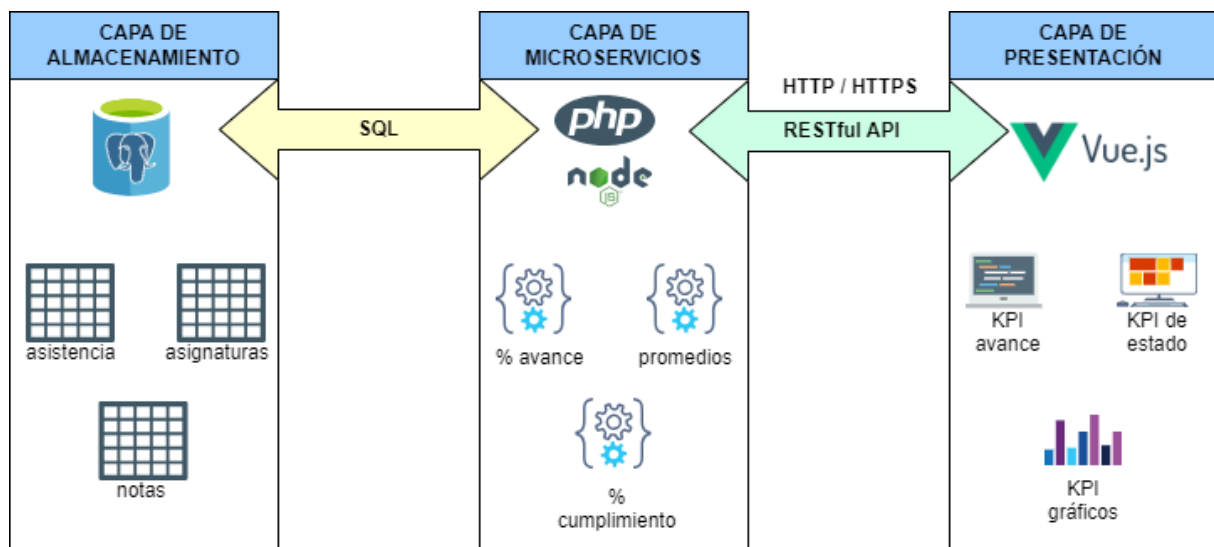 CAPA DE
ALMACENAMIENTO
CAPA DE
MICROSERVICIOS
CAPA DE
PRESENTACIÓN
SQL
php
node
JS
HTTP / HTTPS
RESTful API
Vue.js
asistencia
asignaturas
notas
% avance
promedios
%
cumplimiento
KPI
avance
KPI de
estado
KPI
gráficos